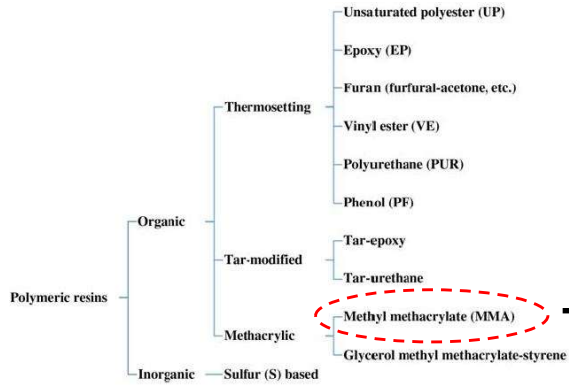 Unsaturated polyester (UP)
Epoxy (EP)
Furan (furfural-acetone, etc.)
Thermosetting
Vinyl ester (VE)
Polyurethane (PUR)
Phenol (PF)
Organic
Tar-epoxy
Tar-modified
Tar-urethane
Polymeric resins
Methyl methacrylate (MMA)
Methacrylic
Glycerol methyl methacrylate-styrene
Inorganic
Sulfur (S) based